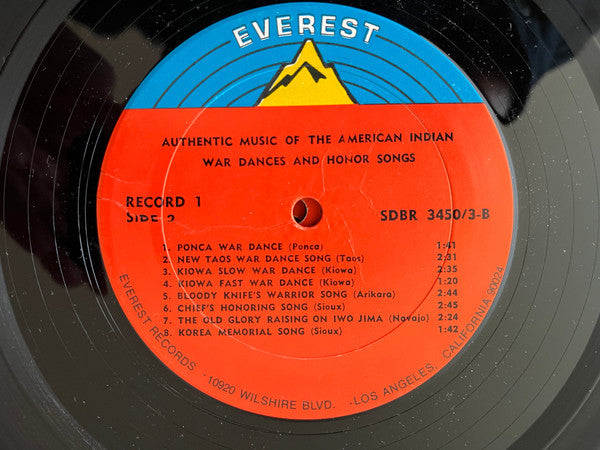 EVEREST
AUTHENTIC MUSIC OF THE AMERICAN INDIAN
WAR DANCES AND HONOR SONGS
RECORD 1
SIDE 2
SDBR 3450/3-B
1. PONCA WAR DANCE (Ponca) 1:41
2. NEW TAOS WAR DANCE SONG (Taos) 2:31
3. KIOWA SLOW WAR DANCE (Kiowa) 2:35
4. KIOWA FAST WAR DANCE (Kiowa) 1:20
5. BLOODY KNIFE'S WARRIOR SONG (Arikara) 2:44
6. CHIEF'S HONORING SONG (Sioux) 2:45
7. THE OLD GLORY RAISING ON IWO JIMA (Navajo) 2:24
8. KOREA MEMORIAL SONG (Sioux) 1:42
EVEREST RECORDS · 10920 WILSHIRE BLVD. · LOS ANGELES, CALIFORNIA 90024